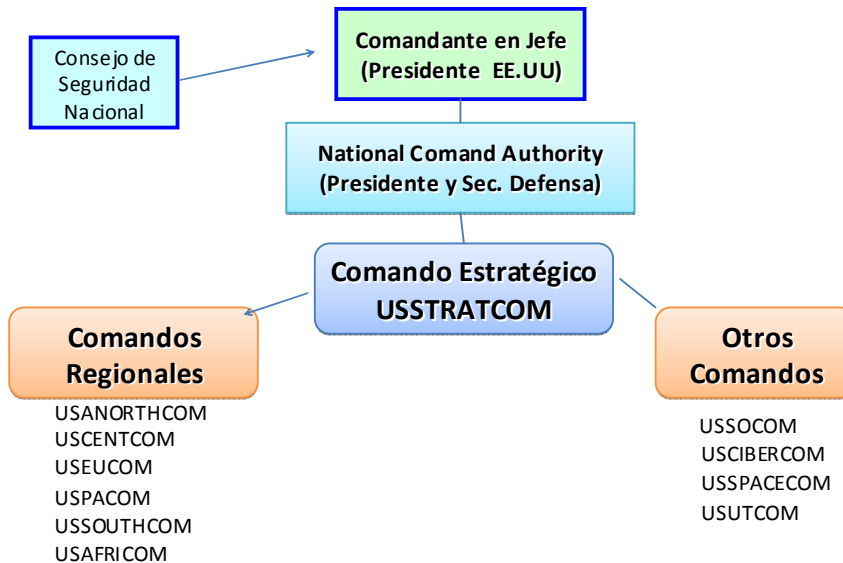 Consejo de
Seguridad
Nacional
Comandante en Jefe
(Presidente EE.UU)
National Comand Authority
(Presidente y Sec. Defensa)
Comando Estratégico
USSTRATCOM
Comandos
Regionales
USANORTHCOM
USCENTCOM
USEUCOM
USPACOM
USSOUTHCOM
USAFRICOM
Otros
Comandos
USSOCOM
USCIBERCOM
USSPACECOM
USUTCOM